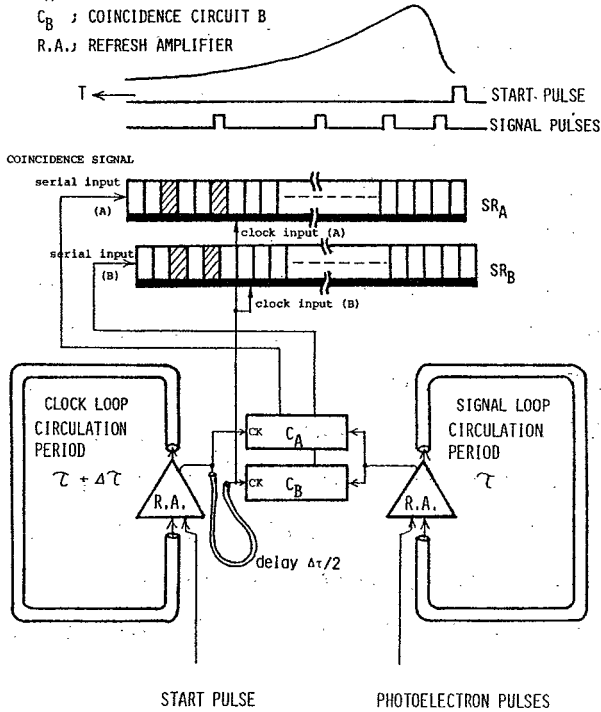 C_B ; COINCIDENCE CIRCUIT B
R.A.; REFRESH AMPLIFIER
T
START PULSE
SIGNAL PULSES
COINCIDENCE SIGNAL
serial input
(A)
SR_A
clock input (A)
serial input
(B)
SR_B
clock input (B)
CLOCK LOOP
CIRCULATION
PERIOD
τ + Δτ
R.A.
CK
C_A
CK
C_B
delay Δτ/2
SIGNAL LOOP
CIRCULATION
PERIOD
τ
R.A.
START PULSE
PHOTOELECTRON PULSES